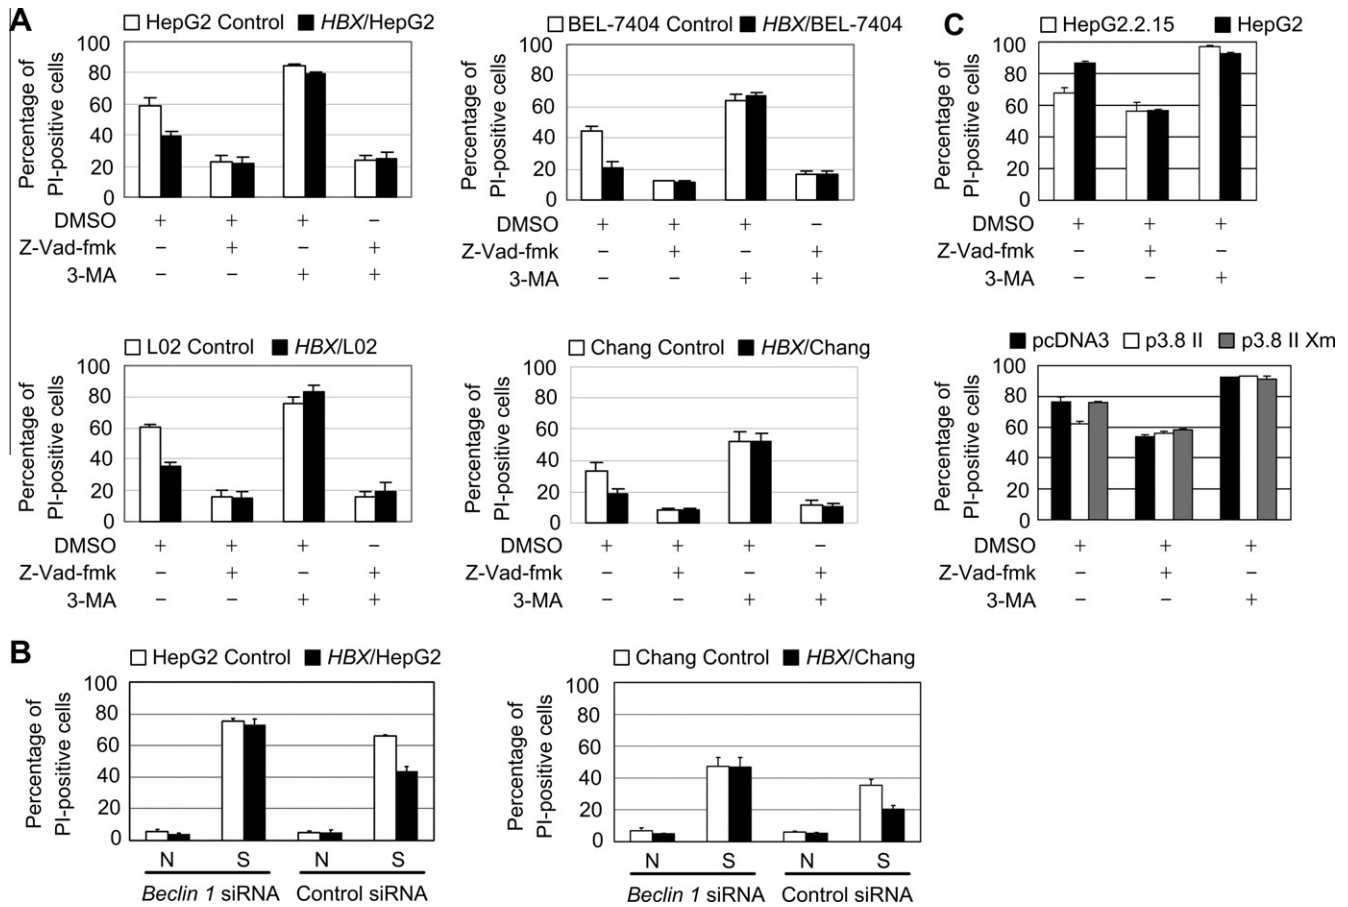 A
HepG2 Control HBX/HepG2
Percentage of
PI-positive cells
100
80
60
40
20
0
DMSO + + + −
Z-Vad-fmk − + − +
3-MA − − + +
BEL-7404 Control HBX/BEL-7404
Percentage of
PI-positive cells
100
80
60
40
20
0
DMSO + + + −
Z-Vad-fmk − + − +
3-MA − − + +
C
HepG2.2.15 HepG2
Percentage of
PI-positive cells
100
80
60
40
20
0
DMSO + + +
Z-Vad-fmk − + −
3-MA − − +
L02 Control HBX/L02
Percentage of
PI-positive cells
100
80
60
40
20
0
DMSO + + + −
Z-Vad-fmk − + − +
3-MA − − + +
Chang Control HBX/Chang
Percentage of
PI-positive cells
100
80
60
40
20
0
DMSO + + + −
Z-Vad-fmk − + − +
3-MA − − + +
pcDNA3 p3.8 II p3.8 II Xm
Percentage of
PI-positive cells
100
80
60
40
20
0
DMSO + + +
Z-Vad-fmk − + −
3-MA − − +
B
HepG2 Control HBX/HepG2
Percentage of
PI-positive cells
100
80
60
40
20
0
N S N S
Beclin 1 siRNA Control siRNA
Chang Control HBX/Chang
Percentage of
PI-positive cells
100
80
60
40
20
0
N S N S
Beclin 1 siRNA Control siRNA